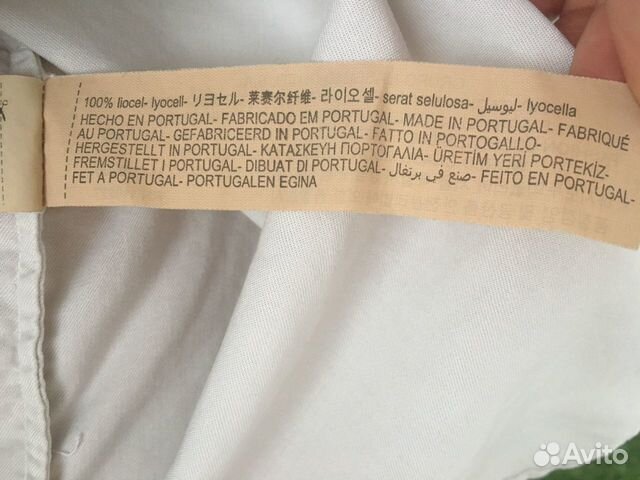 100% liocel- lyocell- リヨセル- 莱赛尔纤维- 라이오셀- serat selulosa- ليوسيل- lyocella
HECHO EN PORTUGAL- FABRICADO EM PORTUGAL- MADE IN PORTUGAL- FABRIQUÉ
AU PORTUGAL- GEFABRICEERD IN PORTUGAL- FATTO IN PORTOGALLO-
HERGESTELLT IN PORTUGAL- ΚΑΤΑΣΚΕΥΗ ΠΟΡΤΟΓΑΛΙΑ- ÜRETİM YERİ PORTEKİZ-
FREMSTILLET I PORTUGAL- DIBUAT DI PORTUGAL- صنع في برتغال- FEITO EN PORTUGAL-
FET A PORTUGAL- PORTUGALEN EGINA
Avito